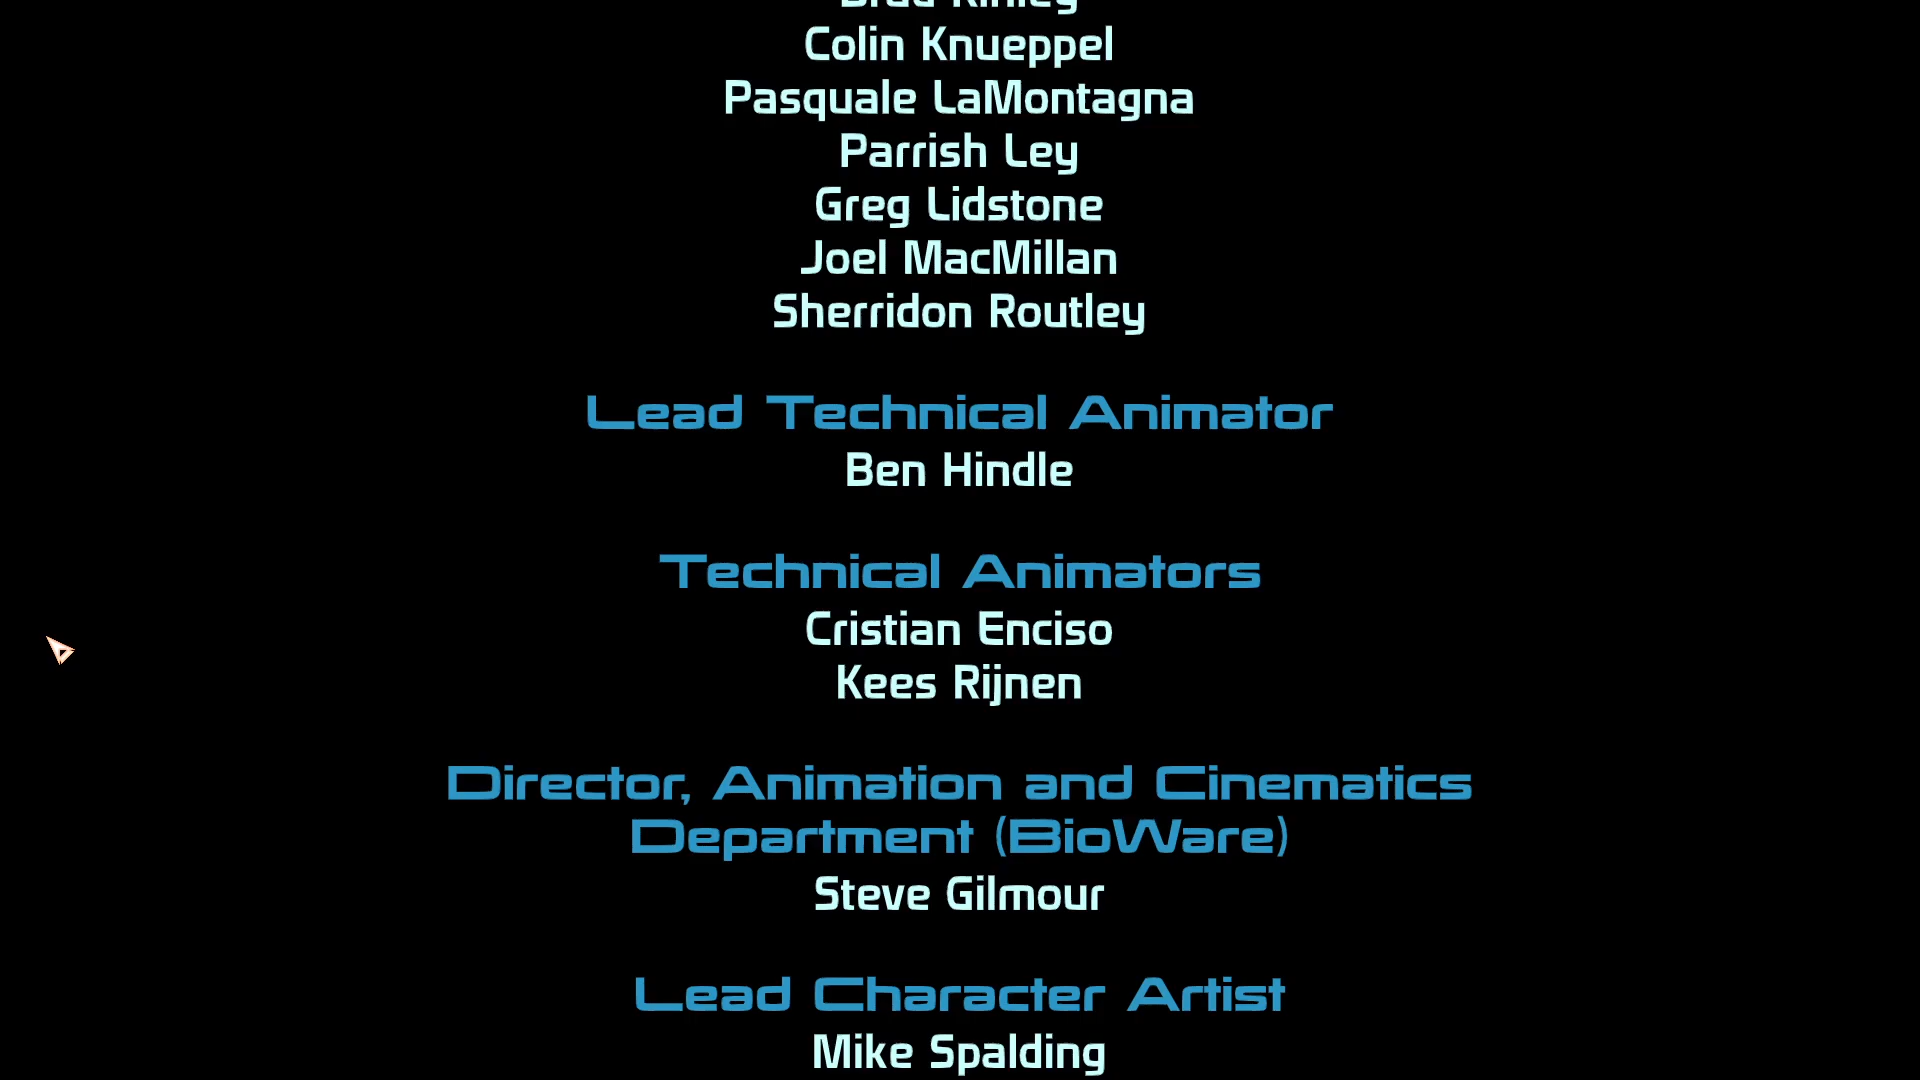 Colin Knueppel
Pasquale LaMontagna
Parrish Ley
Greg Lidstone
Joel MacMillan
Sherridon Routley
Lead Technical Animator
Ben Hindle
Technical Animators
Cristian Enciso
Kees Rijnen
Director, Animation and Cinematics
Department (BioWare)
Steve Gilmour
Lead Character Artist
Mike Spalding